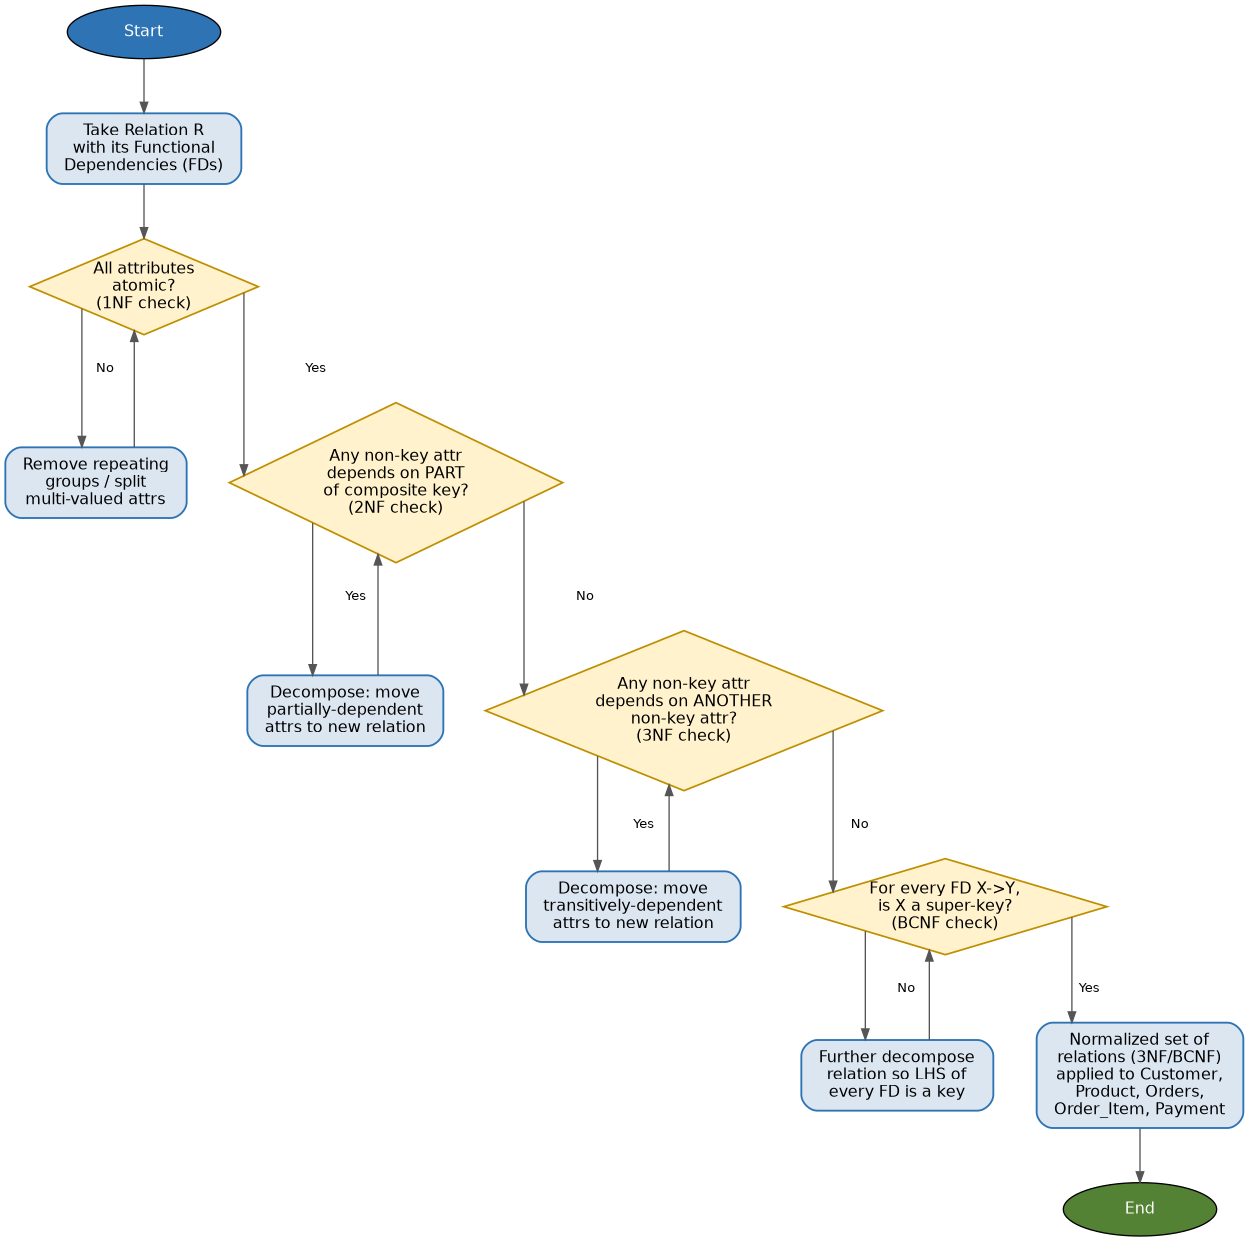 Start
Take Relation R
with its Functional
Dependencies (FDs)
All attributes
atomic?
(1NF check)
No
Yes
Remove repeating
groups / split
multi-valued attrs
Any non-key attr
depends on PART
of composite key?
(2NF check)
Yes
No
Decompose: move
partially-dependent
attrs to new relation
Any non-key attr
depends on ANOTHER
non-key attr?
(3NF check)
Yes
No
Decompose: move
transitively-dependent
attrs to new relation
For every FD X->Y,
is X a super-key?
(BCNF check)
No
Yes
Further decompose
relation so LHS of
every FD is a key
Normalized set of
relations (3NF/BCNF)
applied to Customer,
Product, Orders,
Order_Item, Payment
End